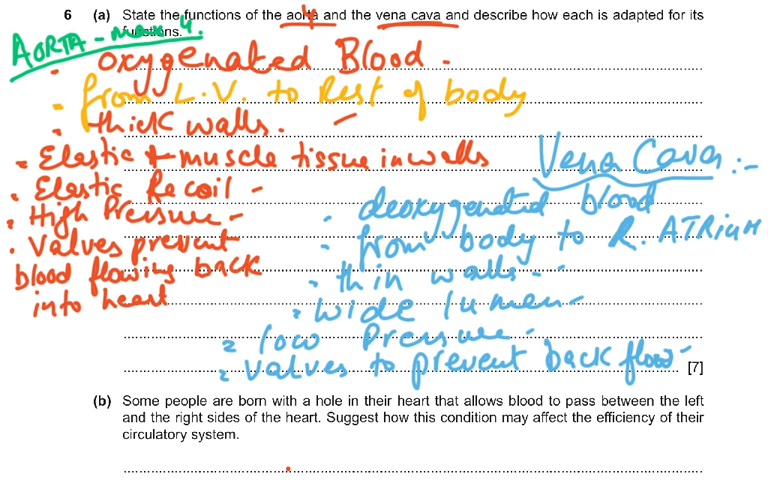 6 (a) State the functions of the aorta and the vena cava and describe how each is adapted for its
functions.
AORTA - max 4.
- oxygenated Blood -
- from L.V. to Rest of body
- thick walls. -
- Elastic + muscle tissue in walls
- Elastic Recoil -
- High Pressure -
- Valves prevent
blood flowing back
into heart
Vena Cava :-
- deoxygenated blood
- from body to R. ATRIUM
- thin walls -
- wide lumen -
- low Pressure -
- valves to prevent back flow -
[7]
(b) Some people are born with a hole in their heart that allows blood to pass between the left
and the right sides of the heart. Suggest how this condition may affect the efficiency of their
circulatory system.